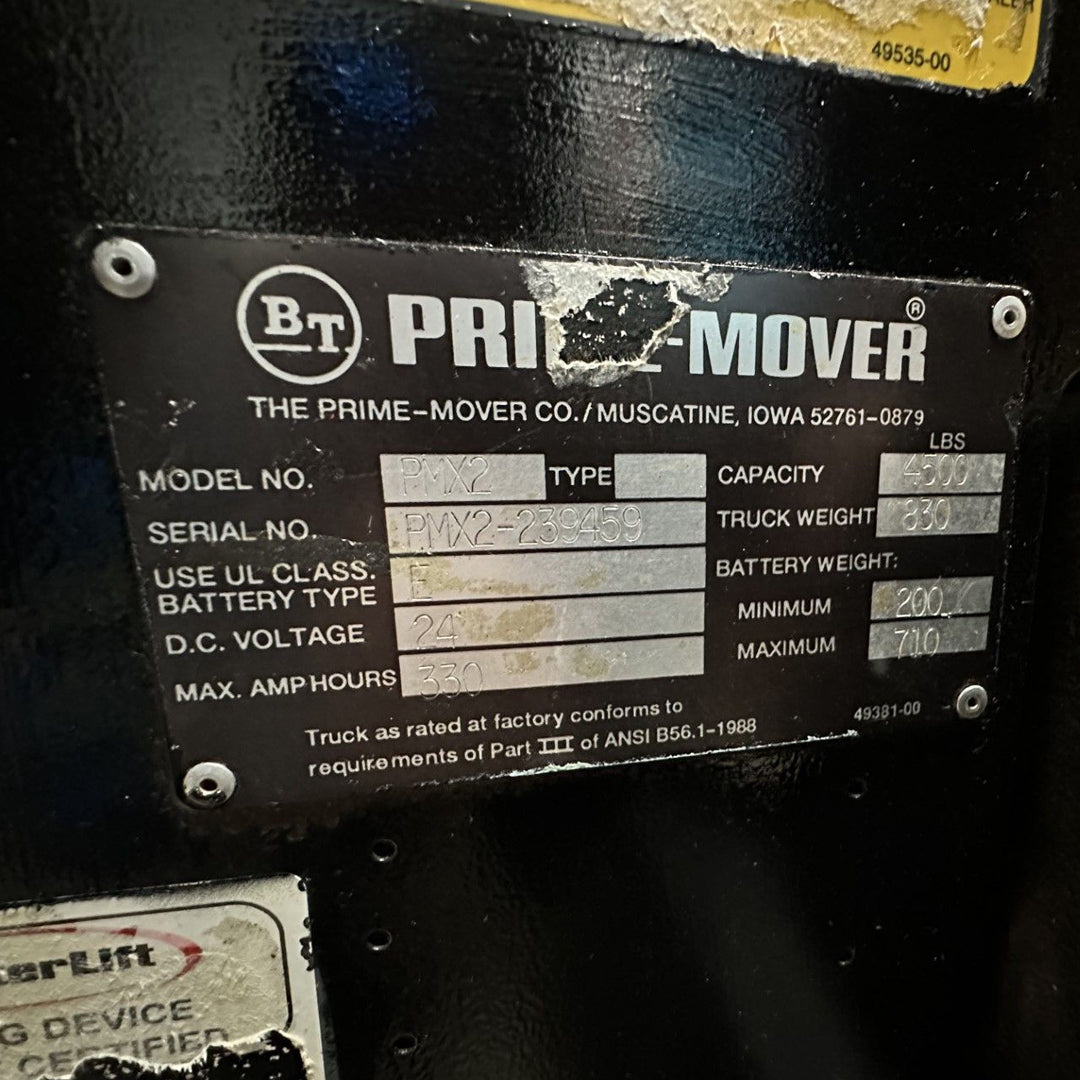 49535-00
BT PRIME-MOVER®
THE PRIME-MOVER CO./MUSCATINE, IOWA 52761-0879
LBS
MODEL NO. PMX2 TYPE CAPACITY 4500
SERIAL NO. PMX2-239459 TRUCK WEIGHT 830
USE UL CLASS. BATTERY WEIGHT:
BATTERY TYPE E
MINIMUM 200
D.C. VOLTAGE 24
MAXIMUM 710
MAX. AMP HOURS 330
Truck as rated at factory conforms to
requirements of Part III of ANSI B56.1-1988
49381-00
erLift
G DEVICE
CERTIFIED